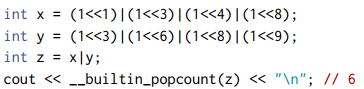 int x = (1<<1)|(1<<3)|(1<<4)|(1<<8);
int y = (1<<3)|(1<<6)|(1<<8)|(1<<9);
int z = x|y;
cout << __builtin_popcount(z) << "\n"; // 6